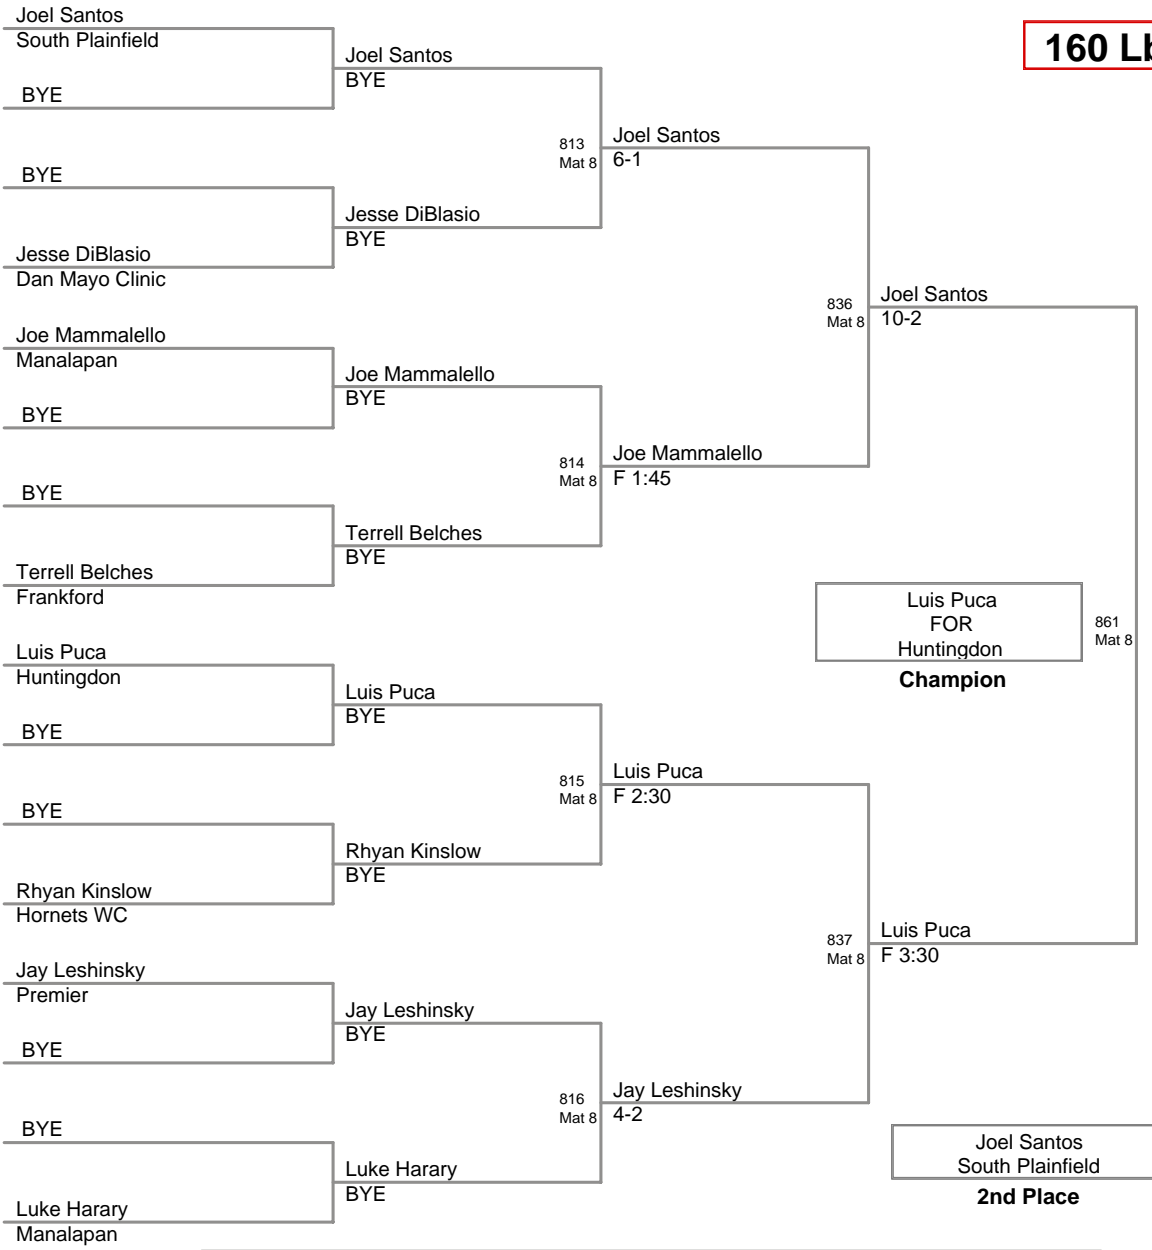 Joel Santos
South Plainfield
BYE
BYE
Jesse DiBlasio
Dan Mayo Clinic
Joe Mammalello
Manalapan
BYE
BYE
Terrell Belches
Frankford
Luis Puca
Huntingdon
BYE
BYE
Rhyan Kinslow
Hornets WC
Jay Leshinsky
Premier
BYE
BYE
Luke Harary
Manalapan
Joel Santos
BYE
Jesse DiBlasio
BYE
Joe Mammalello
BYE
Terrell Belches
BYE
Luis Puca
BYE
Rhyan Kinslow
BYE
Jay Leshinsky
BYE
Luke Harary
BYE
813
Mat 8
Joel Santos
6-1
814
Mat 8
Joe Mammalello
F 1:45
815
Mat 8
Luis Puca
F 2:30
816
Mat 8
Jay Leshinsky
4-2
836
Mat 8
Joel Santos
10-2
837
Mat 8
Luis Puca
F 3:30
160 Lb
Luis Puca
FOR
Huntingdon
Champion
861
Mat 8
Joel Santos
South Plainfield
2nd Place